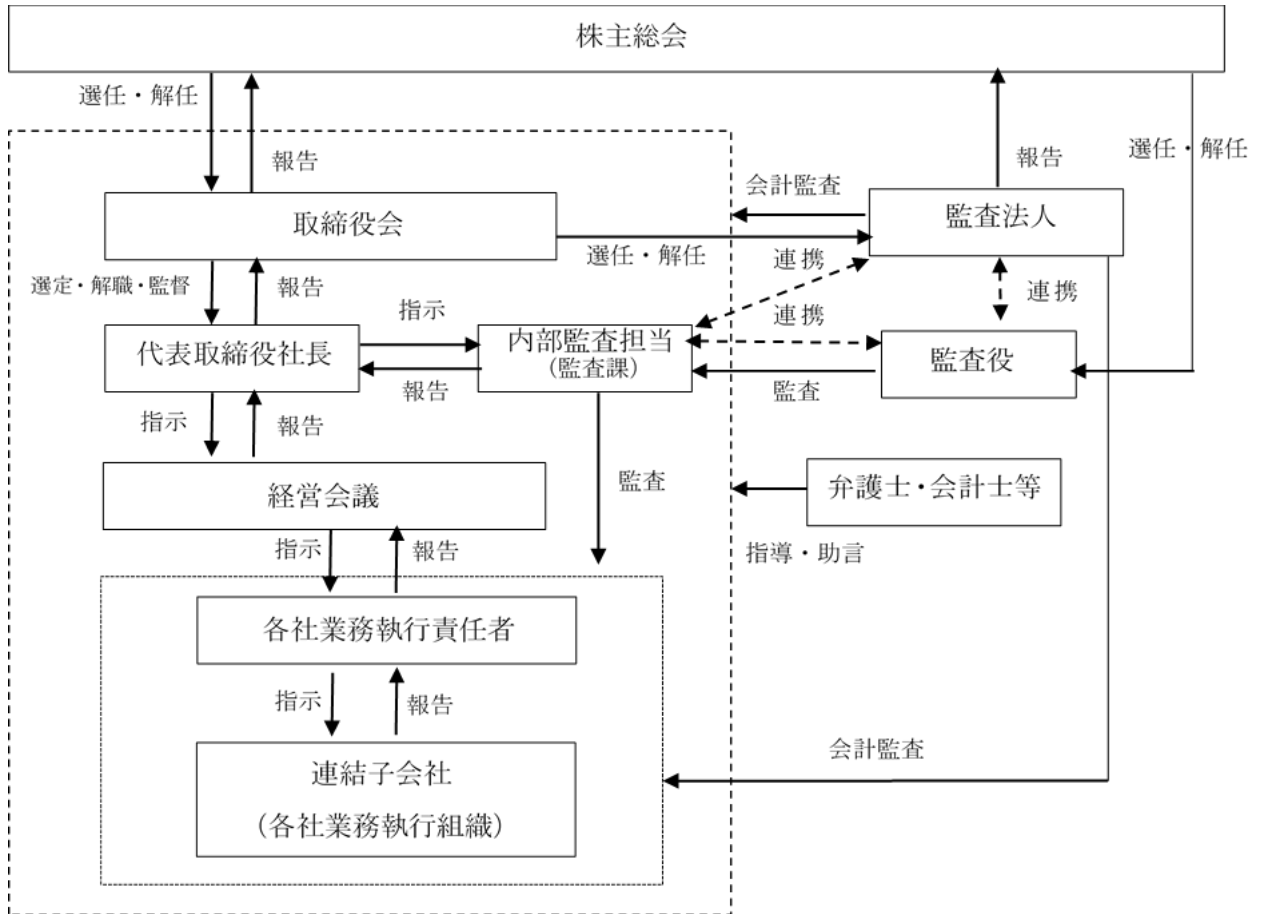 株主総会
選任・解任
報告
報告
選任・解任
会計監査
監査法人
取締役会
選任・解任
連携
選定・解職・監督
報告
連携
指示
連携
代表取締役社長
内部監査担当
(監査課)
監査役
報告
監査
指示
報告
監査
経営会議
弁護士・会計士等
指示
報告
指導・助言
各社業務執行責任者
指示
報告
会計監査
連結子会社
(各社業務執行組織)